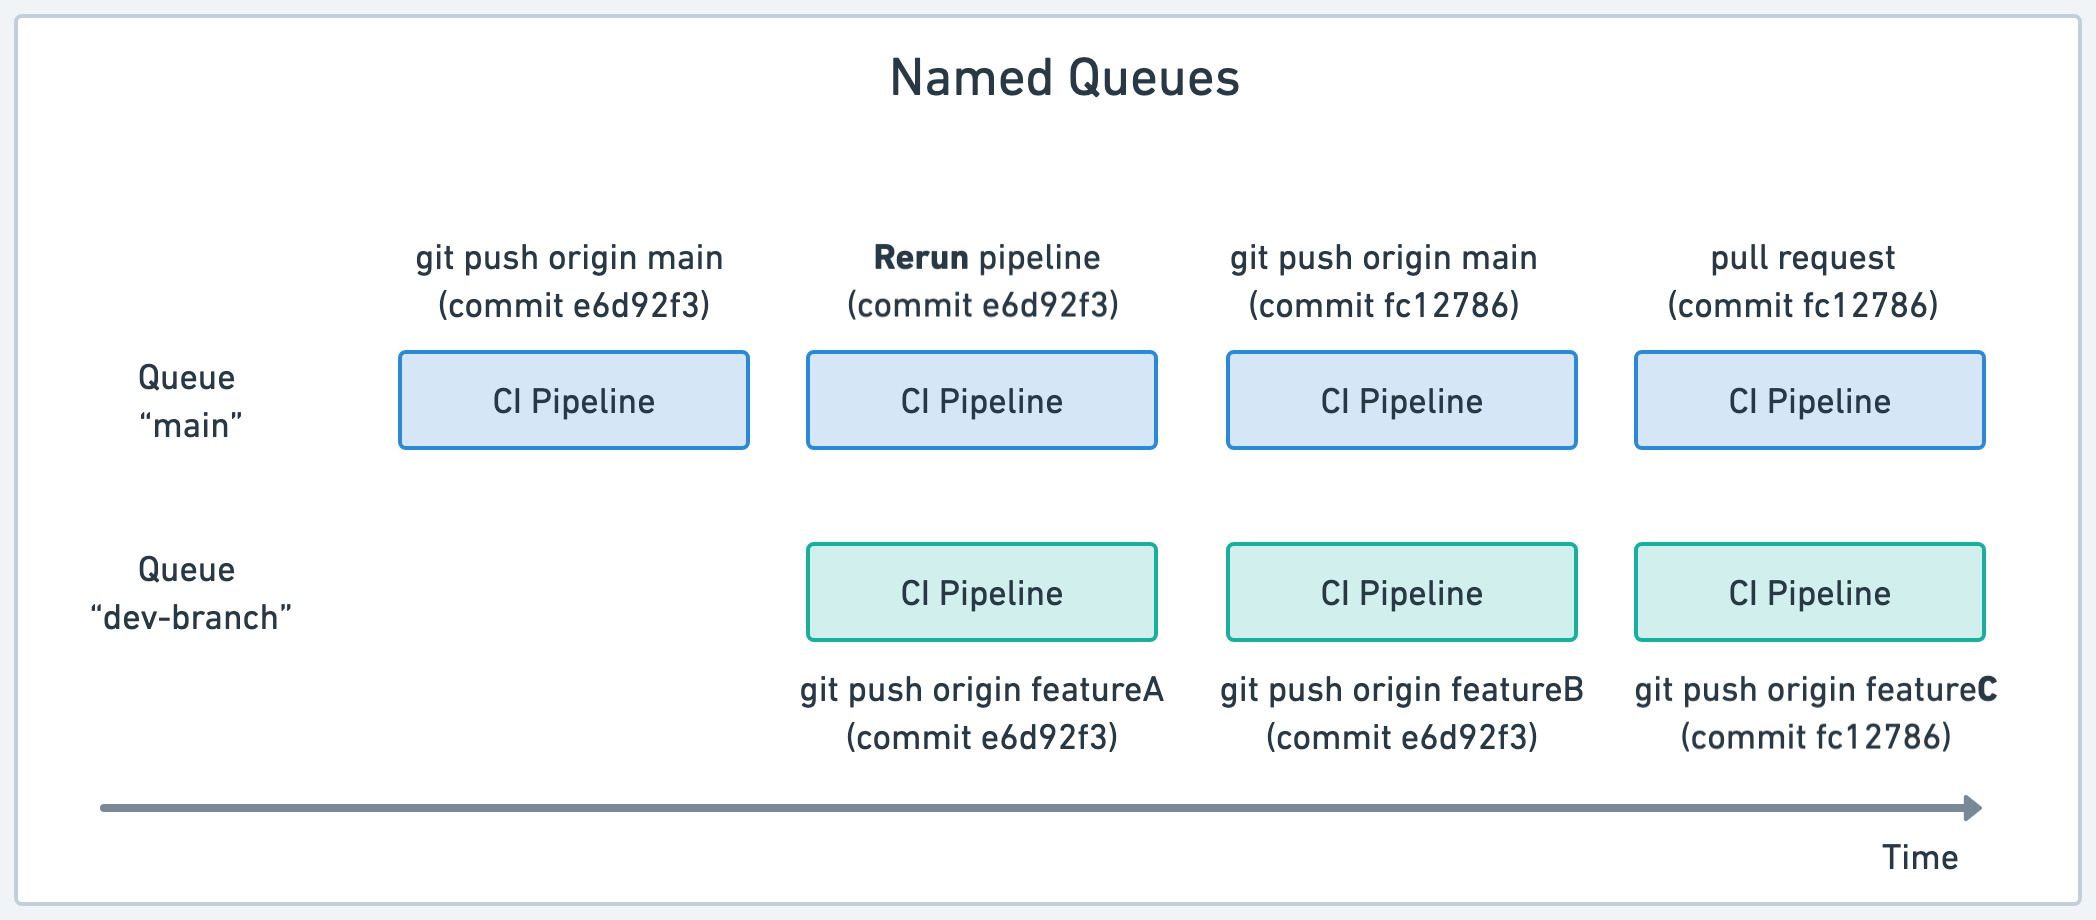 Named Queues
git push origin main
(commit e6d92f3)
Rerun pipeline
(commit e6d92f3)
git push origin main
(commit fc12786)
pull request
(commit fc12786)
Queue
“main”
CI Pipeline
CI Pipeline
CI Pipeline
CI Pipeline
Queue
“dev-branch”
CI Pipeline
CI Pipeline
CI Pipeline
git push origin featureA
(commit e6d92f3)
git push origin featureB
(commit e6d92f3)
git push origin featureC
(commit fc12786)
Time